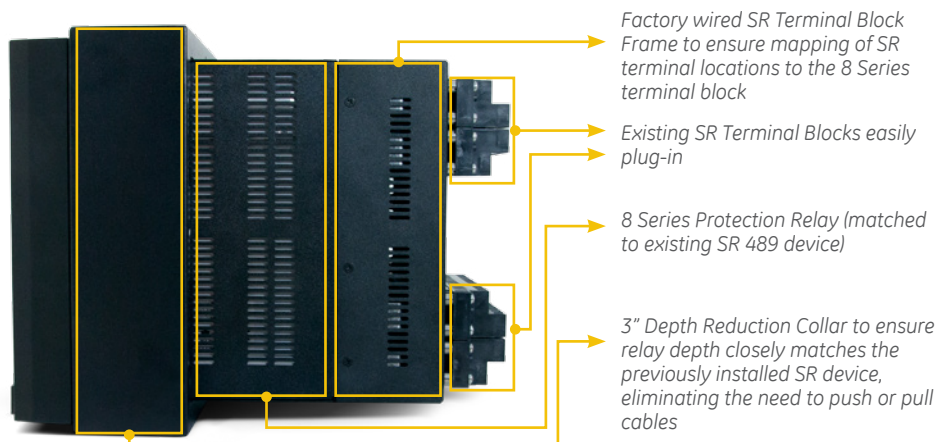 Factory wired SR Terminal Block
Frame to ensure mapping of SR
terminal locations to the 8 Series
terminal block
Existing SR Terminal Blocks easily
plug-in
8 Series Protection Relay (matched
to existing SR 489 device)
3” Depth Reduction Collar to ensure
relay depth closely matches the
previously installed SR device,
eliminating the need to push or pull
cables